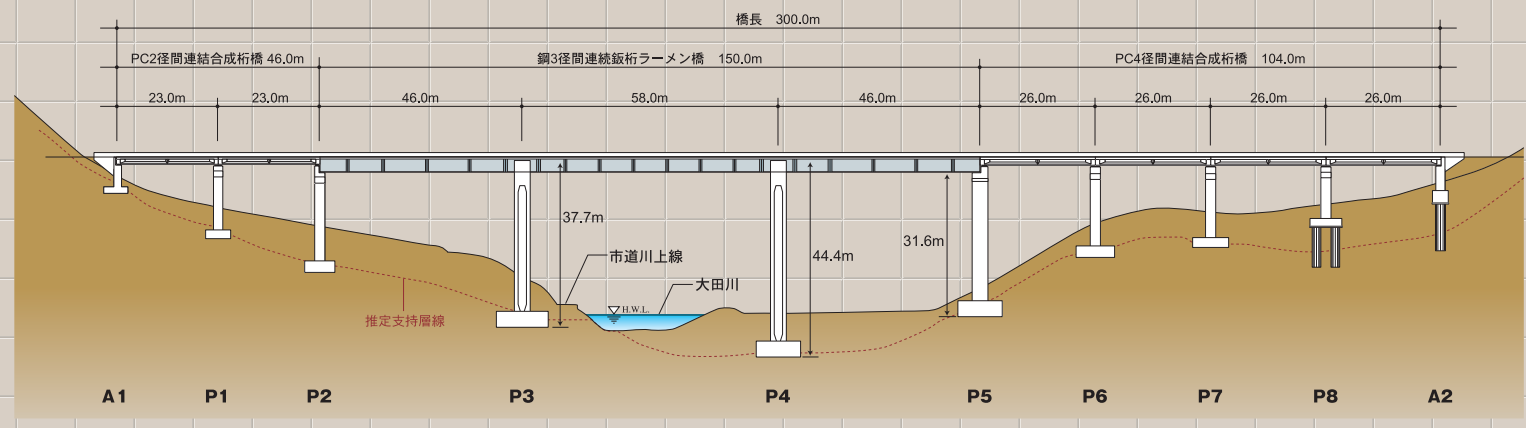 橋長 300.0m
PC2径間連結合成桁橋 46.0m
鋼3径間連続鈑桁ラーメン橋 150.0m
PC4径間連結合成桁橋 104.0m
23.0m
23.0m
46.0m
58.0m
46.0m
26.0m
26.0m
26.0m
26.0m
37.7m
44.4m
31.6m
市道川上線
大田川
H.W.L.
推定支持層線
A1
P1
P2
P3
P4
P5
P6
P7
P8
A2